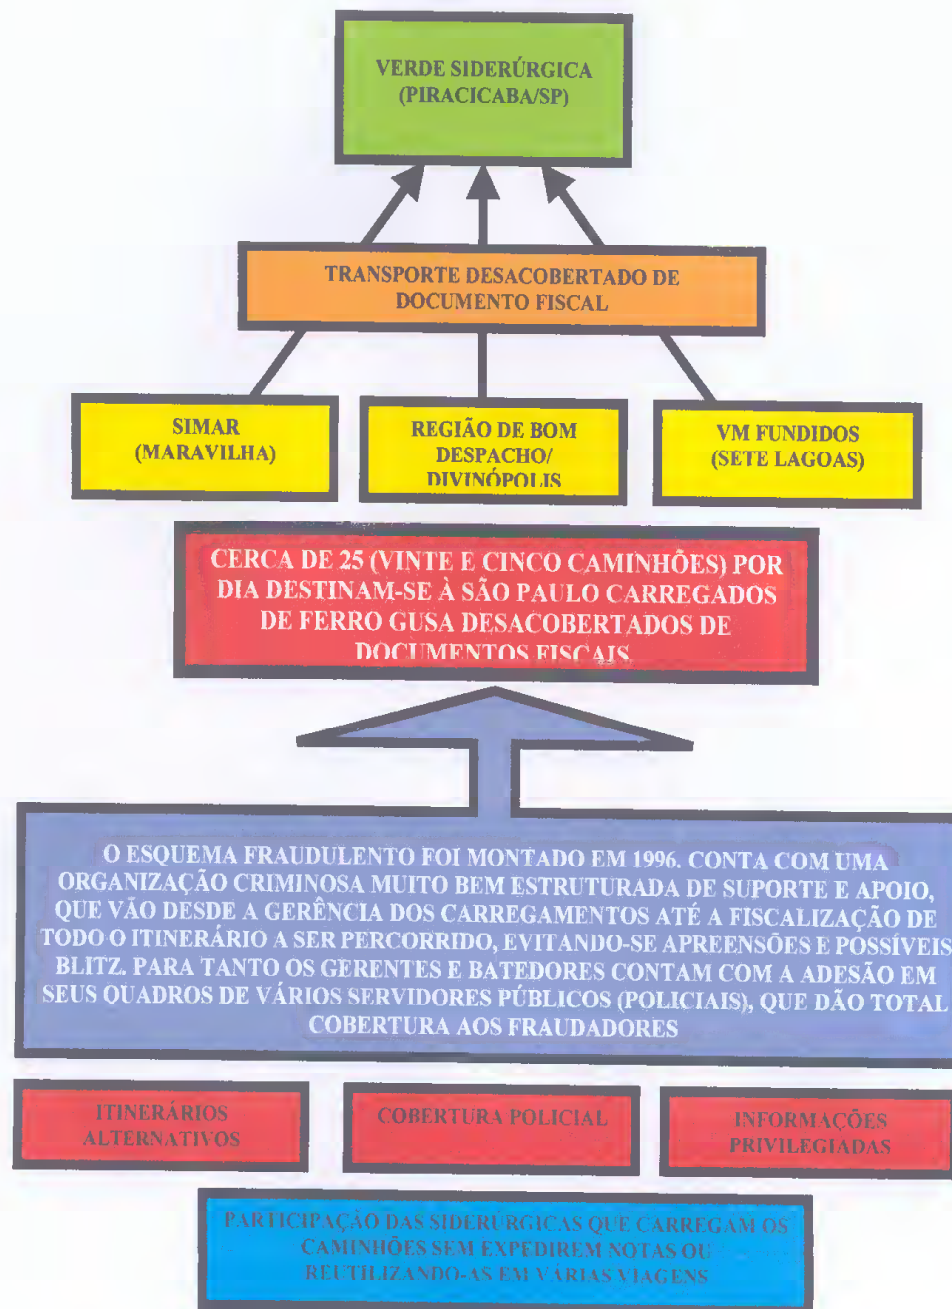 VERDE SIDERÚRGICA
(PIRACICABA/SP)
TRANSPORTE DESACOBERTADO DE
DOCUMENTO FISCAL
SIMAR
(MARAVILHA)
REGIÃO DE BOM
DESPACHO/
DIVINÓPOLIS
VM FUNDIDOS
(SETE LAGOAS)
CERCA DE 25 (VINTE E CINCO CAMINHÕES) POR
DIA DESTINAM-SE À SÃO PAULO CARREGADOS
DE FERRO GUSA DESACOBERTADOS DE
DOCUMENTOS FISCAIS
O ESQUEMA FRAUDULENTO FOI MONTADO EM 1996. CONTA COM UMA
ORGANIZAÇÃO CRIMINOSA MUITO BEM ESTRUTURADA DE SUPORTE E APOIO,
QUE VÃO DESDE A GERÊNCIA DOS CARREGAMENTOS ATÉ A FISCALIZAÇÃO DE
TODO O ITINERÁRIO A SER PERCORRIDO, EVITANDO-SE APREENSÕES E POSSÍVEIS
BLITZ. PARA TANTO OS GERENTES E BATEDORES CONTAM COM A ADESÃO EM
SEUS QUADROS DE VÁRIOS SERVIDORES PÚBLICOS (POLICIAIS), QUE DÃO TOTAL
COBERTURA AOS FRAUDADORES
ITINERÁRIOS
ALTERNATIVOS
COBERTURA POLICIAL
INFORMAÇÕES
PRIVILEGIADAS
PARTICIPAÇÃO DAS SIDERÚRGICAS QUE CARREGAM OS
CAMINHÕES SEM EXPEDIREM NOTAS OU
REUTILIZANDO-AS EM VÁRIAS VIAGENS